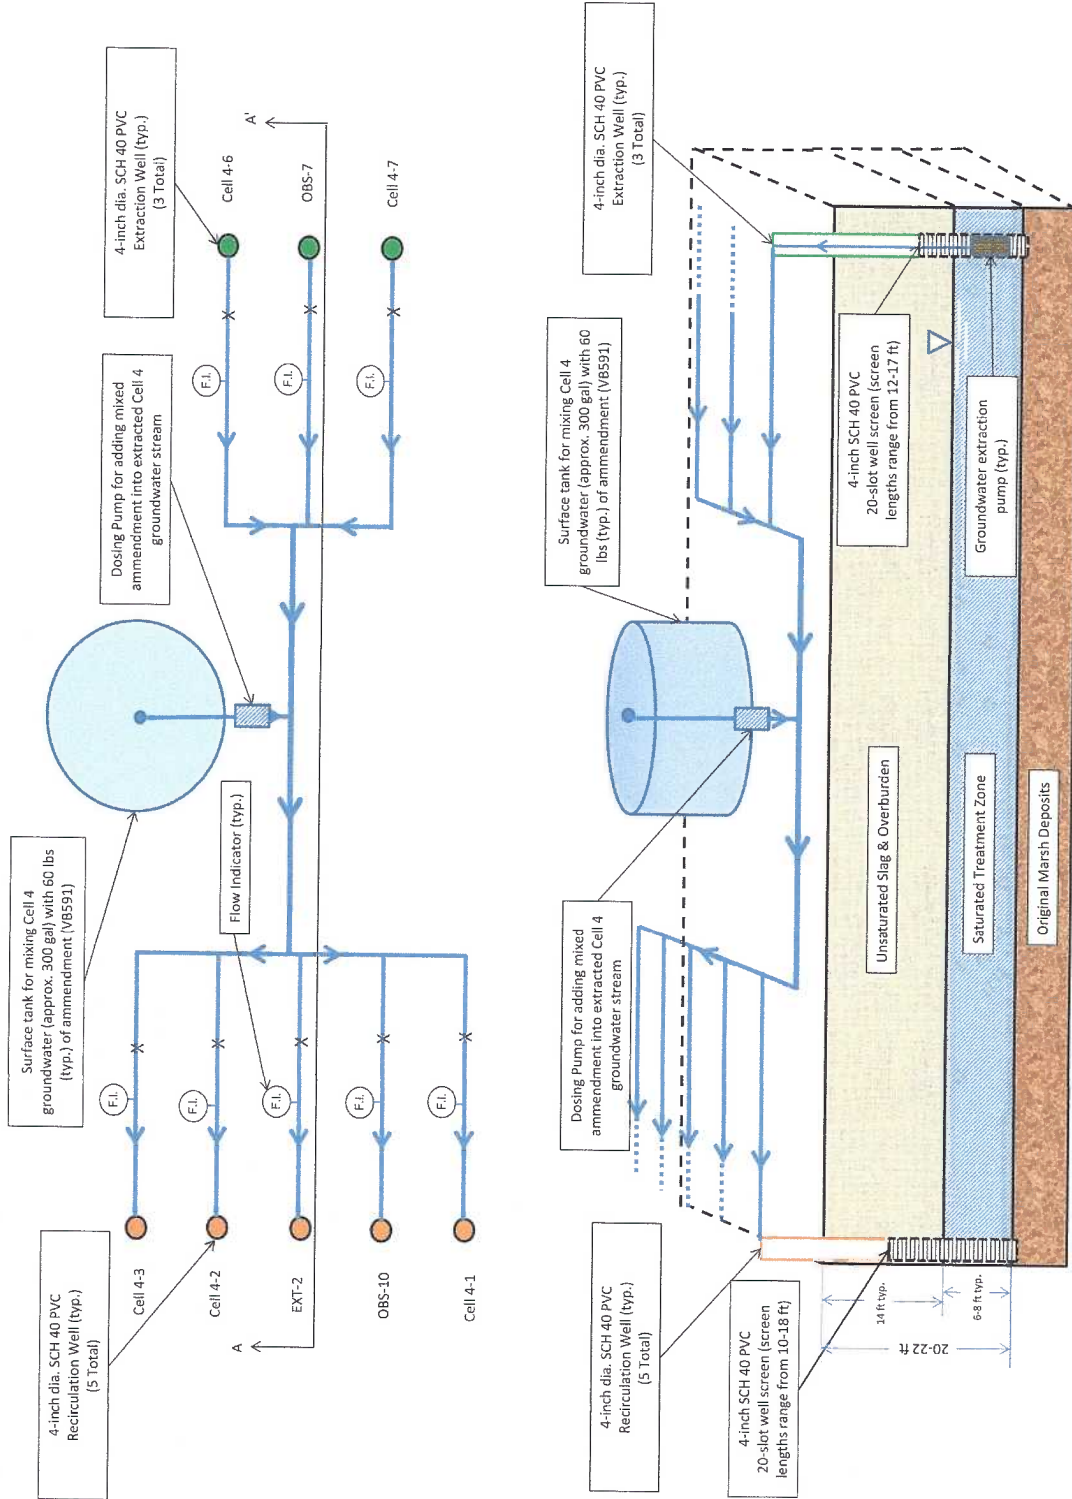 4-inch dia. SCH 40 PVC
Recirculation Well (typ.)
(5 Total)
Surface tank for mixing Cell 4
groundwater (approx. 300 gal) with 60 lbs
(typ.) of ammendment (VB591)
Dosing Pump for adding mixed
ammendment into extracted Cell 4
groundwater stream
4-inch dia. SCH 40 PVC
Extraction Well (typ.)
(3 Total)
Flow Indicator (typ.)
Cell 4-3
Cell 4-2
EXT-2
OBS-10
Cell 4-1
F.I.
F.I.
F.I.
F.I.
F.I.
X
X
X
X
X
F.I.
F.I.
F.I.
X
X
X
Cell 4-6
OBS-7
Cell 4-7
A
A'
4-inch dia. SCH 40 PVC
Recirculation Well (typ.)
(5 Total)
4-inch SCH 40 PVC
20-slot well screen (screen
lengths range from 10-18 ft)
Dosing Pump for adding mixed
ammendment into extracted Cell 4
groundwater stream
Surface tank for mixing Cell 4
groundwater (approx. 300 gal) with 60
lbs (typ.) of ammendment (VB591)
4-inch dia. SCH 40 PVC
Extraction Well (typ.)
(3 Total)
4-inch SCH 40 PVC
20-slot well screen (screen
lengths range from 12-17 ft)
Groundwater extraction
pump (typ.)
Unsaturated Slag & Overburden
Saturated Treatment Zone
Original Marsh Deposits
14 ft typ.
6-8 ft typ.
20-22 ft